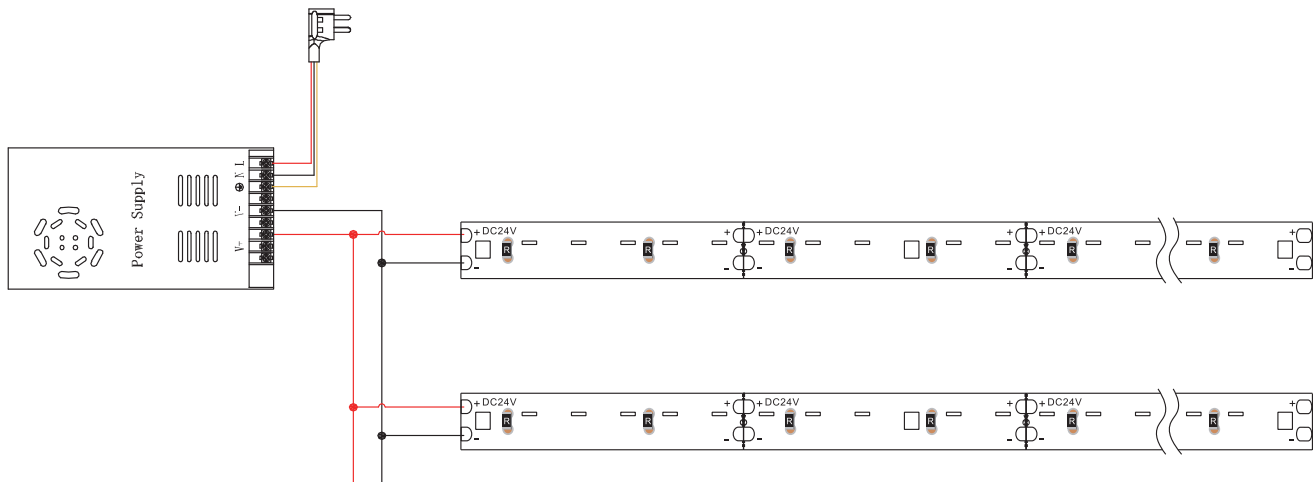 Power Supply
L
N
V-
V+
+ DC24V + + DC24V + + DC24V +
R R R R R R
- - - -
+ DC24V + + DC24V + + DC24V +
R R R R R R
- - - -